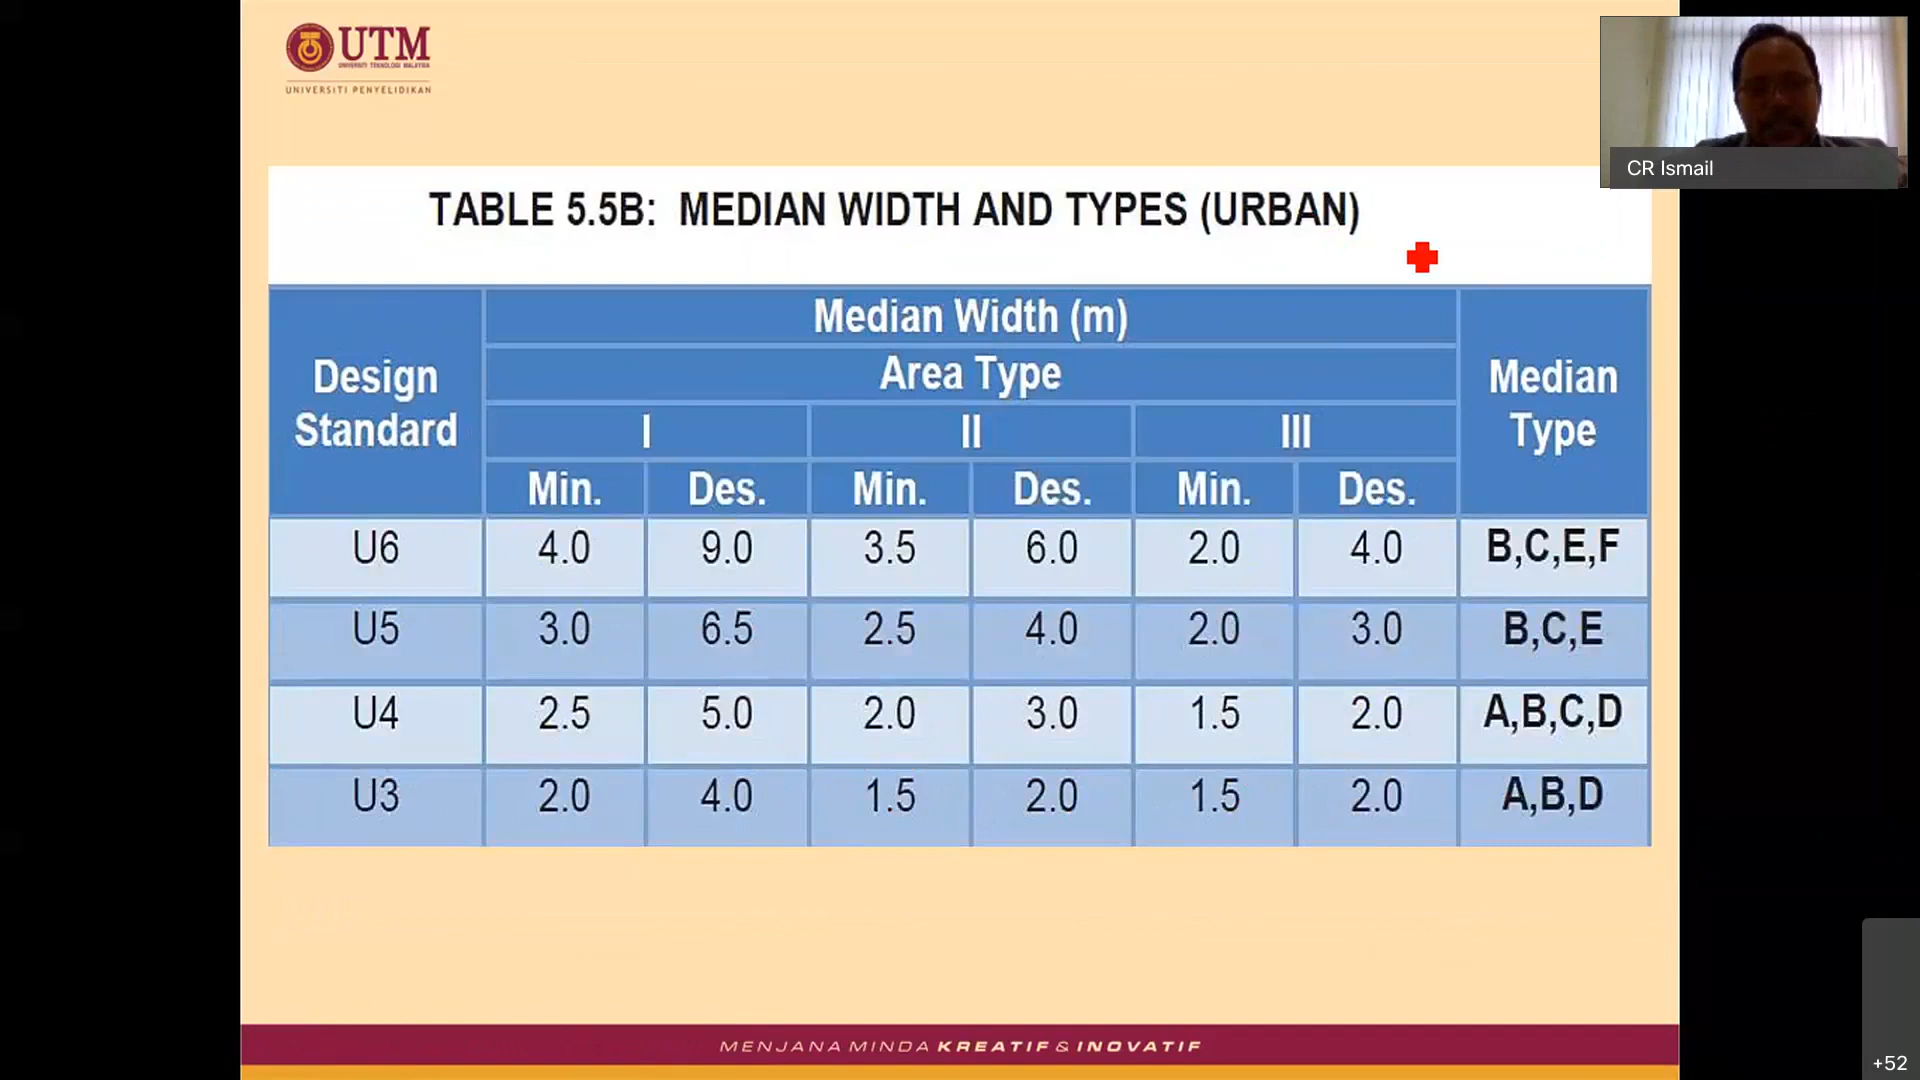 UTM
UNIVERSITI TEKNOLOGI MALAYSIA
UNIVERSITI PENYELIDIKAN
CR Ismail
TABLE 5.5B: MEDIAN WIDTH AND TYPES (URBAN)
Design Standard Median Width (m) Median Type
Area Type
I II III
Min. Des. Min. Des. Min. Des.
U6 4.0 9.0 3.5 6.0 2.0 4.0 B,C,E,F
U5 3.0 6.5 2.5 4.0 2.0 3.0 B,C,E
U4 2.5 5.0 2.0 3.0 1.5 2.0 A,B,C,D
U3 2.0 4.0 1.5 2.0 1.5 2.0 A,B,D
MENJANA MINDA KREATIF & INOVATIF
+52